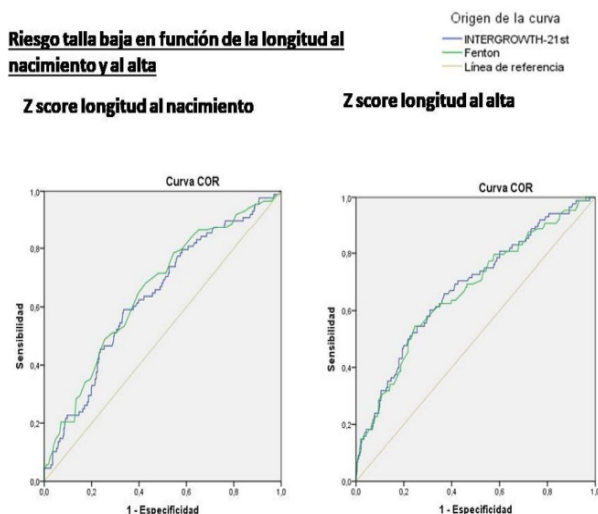 Riesgo talla baja en función de la longitud al
nacimiento y al alta
Origen de la curva
INTERGROWTH-21st
Fenton
Línea de referencia
Z score longitud al nacimiento
Z score longitud al alta
Curva COR
Sensibilidad
1,0
0,8
0,6
0,4
0,2
0,0
0,0 0,2 0,4 0,6 0,8 1,0
1 - Especificidad
Curva COR
Sensibilidad
1,0
0,8
0,6
0,4
0,2
0,0
0,0 0,2 0,4 0,6 0,8 1,0
1 - Especificidad